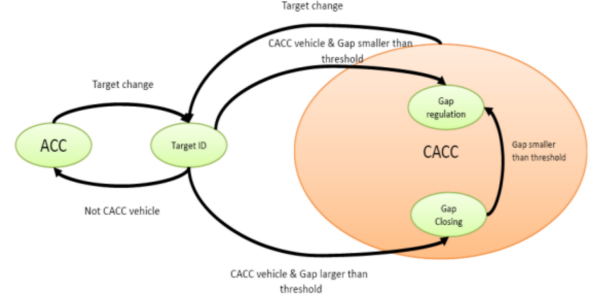 Target change
CACC vehicle & Gap smaller than
threshold
Target change
Gap
regulation
ACC
Target ID
CACC
Gap smaller
than threshold
Not CACC vehicle
Gap
Closing
CACC vehicle & Gap larger than
threshold